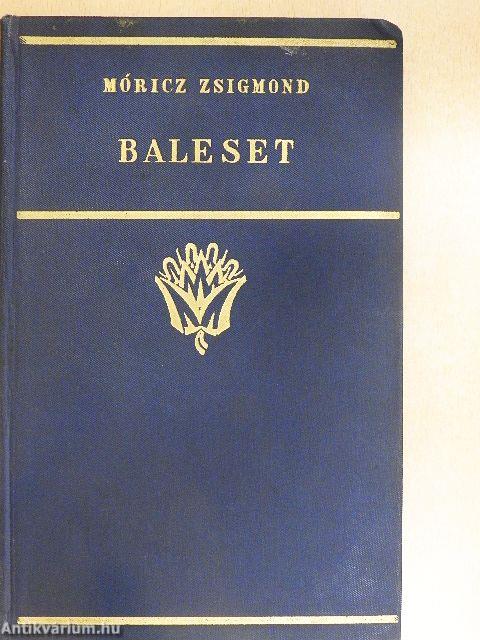 MÓRICZ ZSIGMOND
BALESET
Antikvarium.hu